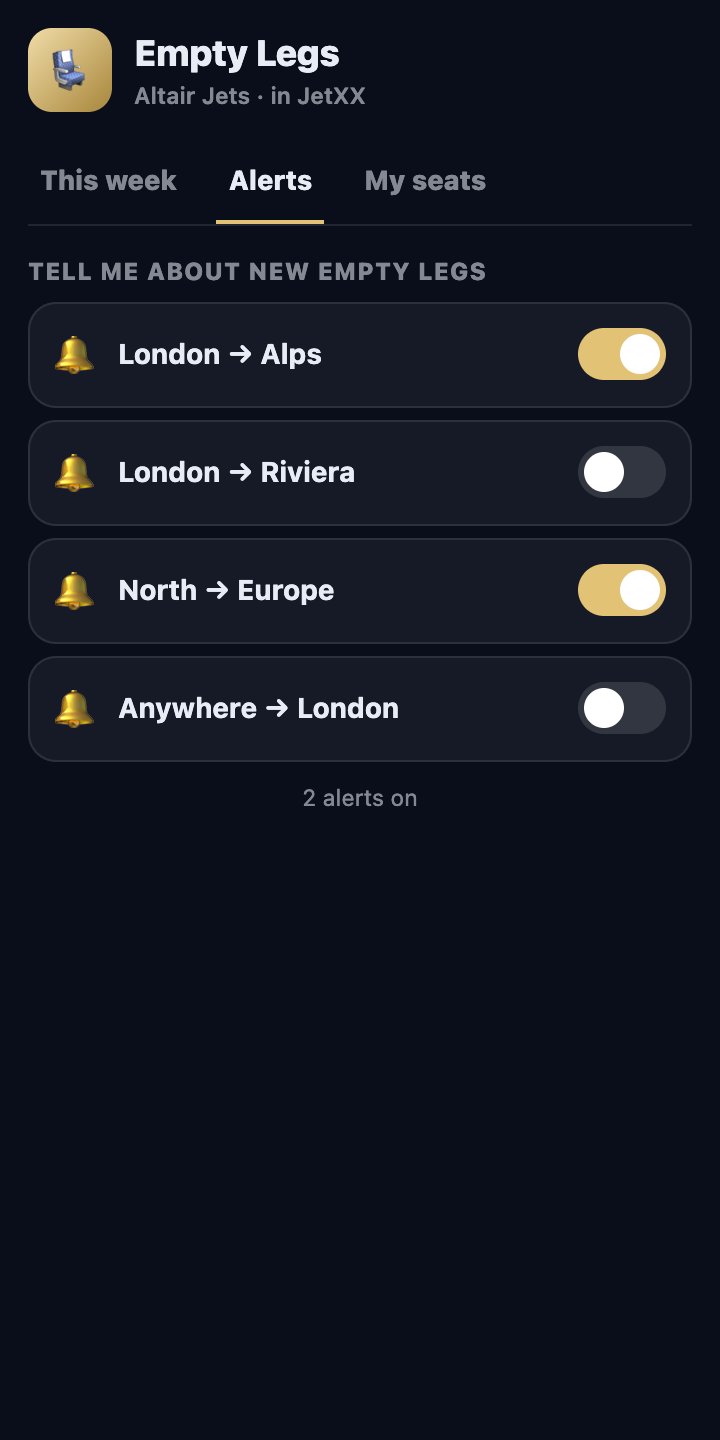 Empty Legs
Altair Jets · in JetXX
This week Alerts My seats
TELL ME ABOUT NEW EMPTY LEGS
London → Alps
London → Riviera
North → Europe
Anywhere → London
2 alerts on